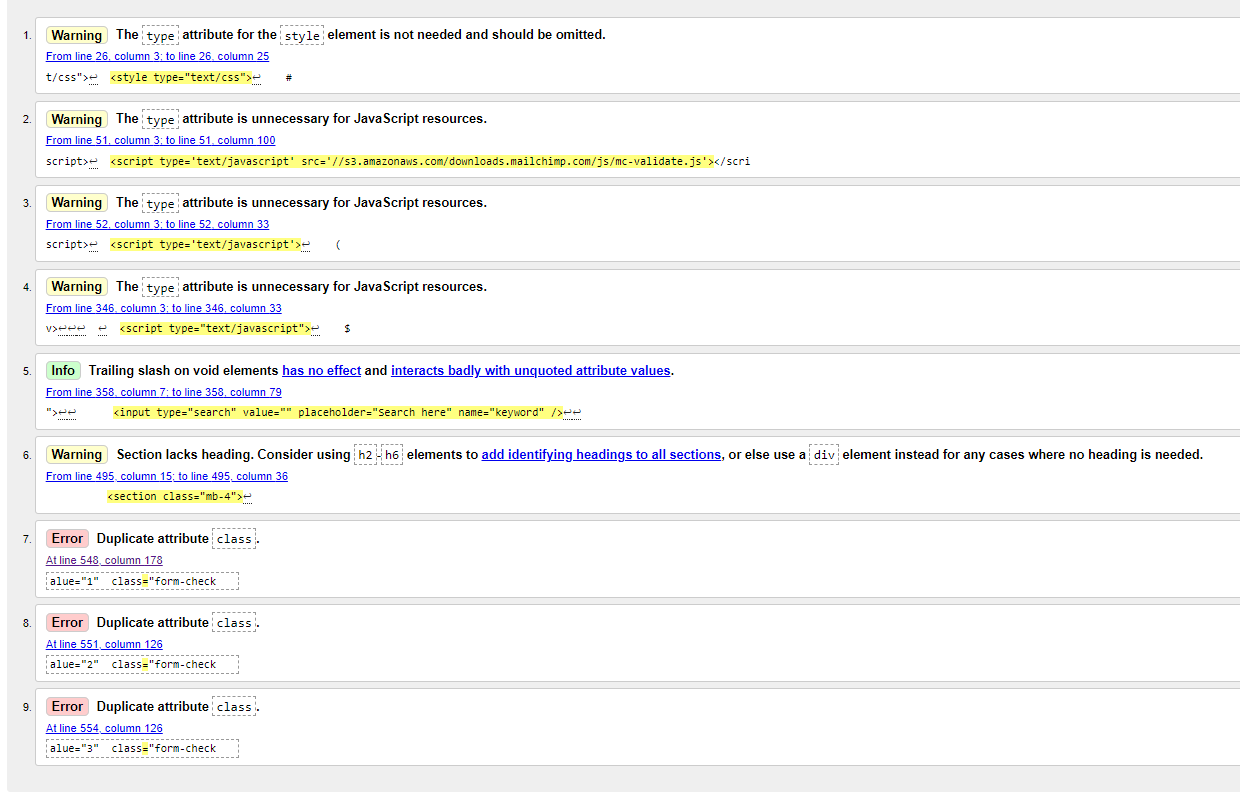 1. Warning The type attribute for the style element is not needed and should be omitted.
From line 26, column 3; to line 26, column 25
t/css">↩ <style type="text/css">↩ #
2. Warning The type attribute is unnecessary for JavaScript resources.
From line 51, column 3; to line 51, column 100
script>↩ <script type='text/javascript' src='//s3.amazonaws.com/downloads.mailchimp.com/js/mc-validate.js'></scri
3. Warning The type attribute is unnecessary for JavaScript resources.
From line 52, column 3; to line 52, column 33
script>↩ <script type='text/javascript'>↩ (
4. Warning The type attribute is unnecessary for JavaScript resources.
From line 346, column 3; to line 346, column 33
v>↩↩↩ ↩ <script type="text/javascript">↩ $
5. Info Trailing slash on void elements has no effect and interacts badly with unquoted attribute values.
From line 358, column 7; to line 358, column 79
">↩↩ <input type="search" value="" placeholder="Search here" name="keyword" />↩↩
6. Warning Section lacks heading. Consider using h2-h6 elements to add identifying headings to all sections, or else use a div element instead for any cases where no heading is needed.
From line 495, column 15; to line 495, column 36
<section class="mb-4">↩
7. Error Duplicate attribute class.
At line 548, column 178
alue="1" class="form-check
8. Error Duplicate attribute class.
At line 551, column 126
alue="2" class="form-check
9. Error Duplicate attribute class.
At line 554, column 126
alue="3" class="form-check